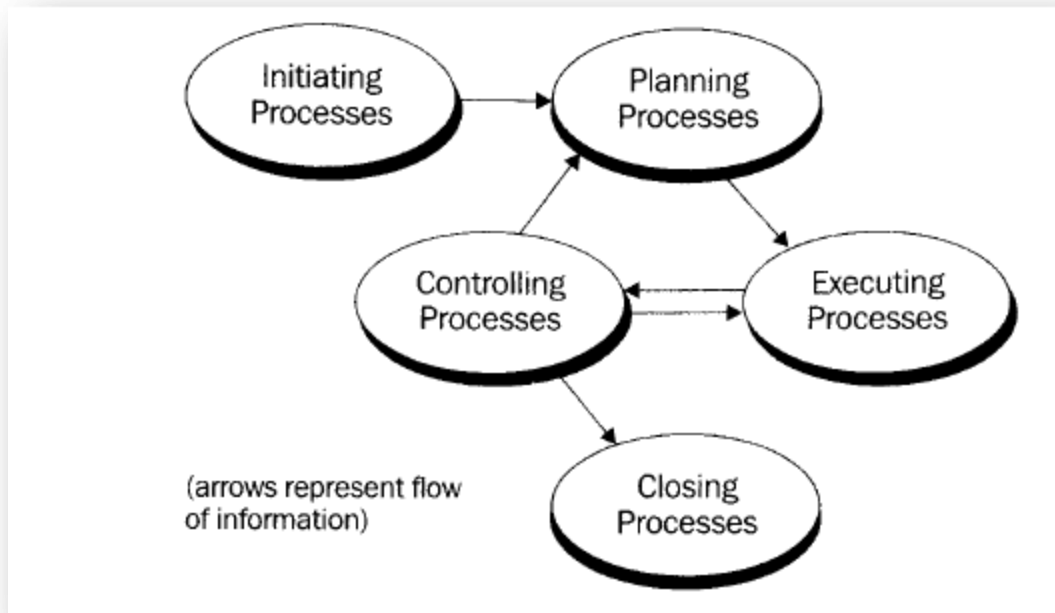 Initiating
Processes
Planning
Processes
Controlling
Processes
Executing
Processes
(arrows represent flow
of information)
Closing
Processes